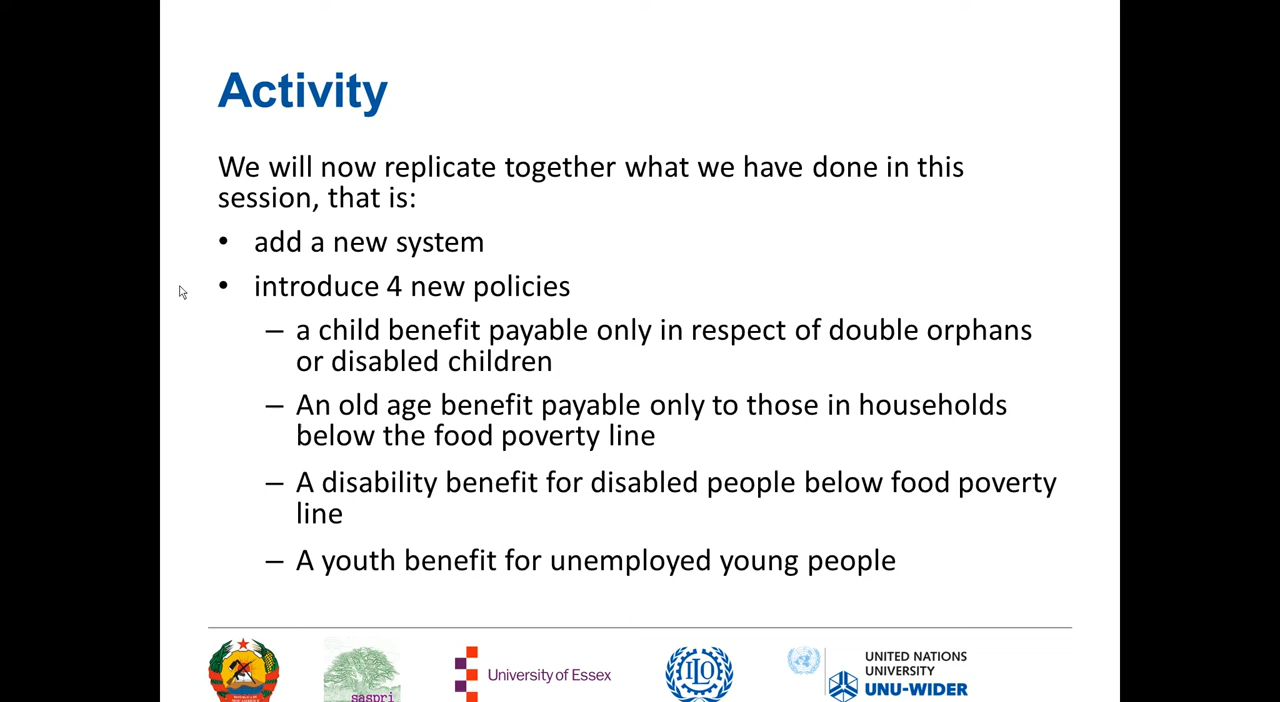 Activity
We will now replicate together what we have done in this
session, that is:
• add a new system
• introduce 4 new policies
– a child benefit payable only in respect of double orphans
or disabled children
– An old age benefit payable only to those in households
below the food poverty line
– A disability benefit for disabled people below food poverty
line
– A youth benefit for unemployed young people
saspri
University of Essex
ILO
UNITED NATIONS
UNIVERSITY
UNU-WIDER